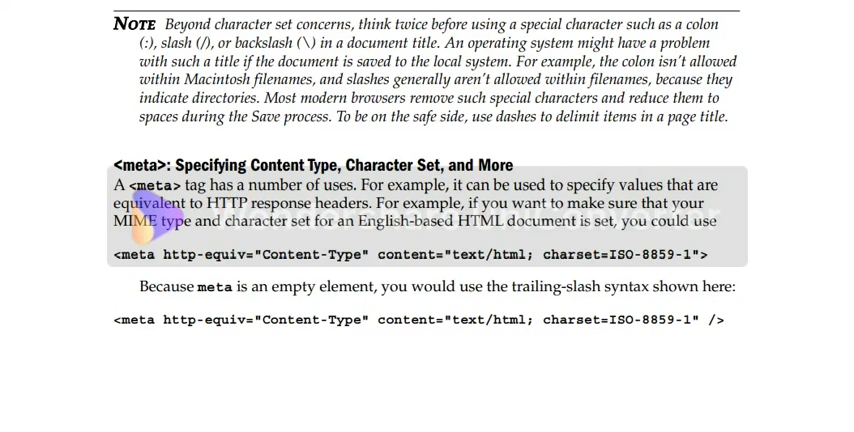 NOTE Beyond character set concerns, think twice before using a special character such as a colon
(:), slash (/), or backslash (\) in a document title. An operating system might have a problem
with such a title if the document is saved to the local system. For example, the colon isn't allowed
within Macintosh filenames, and slashes generally aren't allowed within filenames, because they
indicate directories. Most modern browsers remove such special characters and reduce them to
spaces during the Save process. To be on the safe side, use dashes to delimit items in a page title.
<meta>: Specifying Content Type, Character Set, and More
A <meta> tag has a number of uses. For example, it can be used to specify values that are
equivalent to HTTP response headers. For example, if you want to make sure that your
MIME type and character set for an English-based HTML document is set, you could use
Wondershare UniConverter
<meta http-equiv="Content-Type" content="text/html; charset=ISO-8859-1">
Because meta is an empty element, you would use the trailing-slash syntax shown here:
<meta http-equiv="Content-Type" content="text/html; charset=ISO-8859-1" />